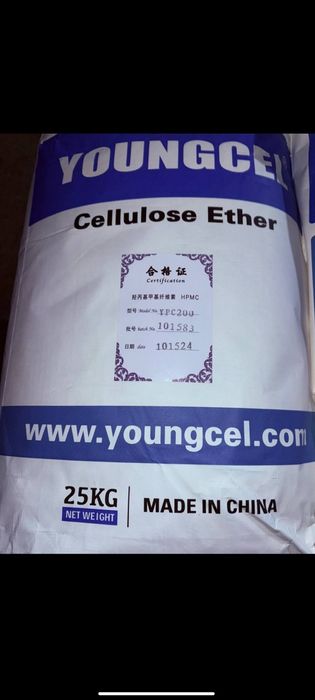 YOUNGCEL
Cellulose Ether
合格证
Certification
羟丙基甲基纤维素 HPMC
型号 Model No. YPC200
批号 Batch No. 101583
日期 date 101524
www.youngcel.com
25KG
NET WEIGHT
MADE IN CHINA